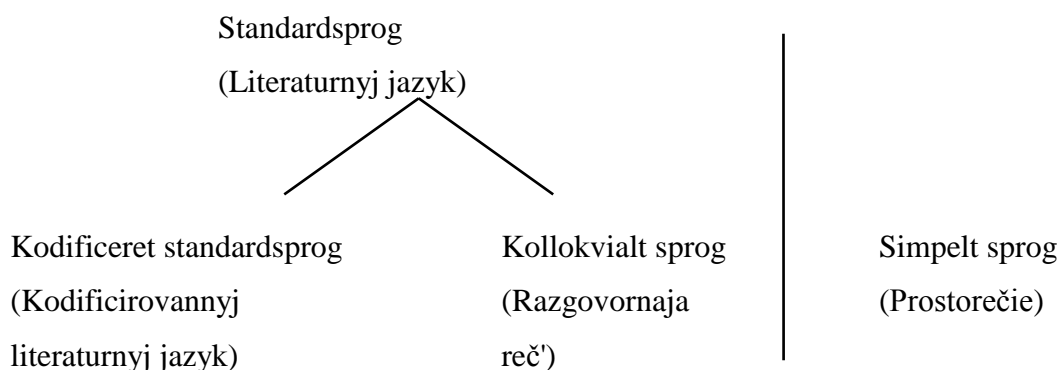 Standardsprog
(Literaturnyj jazyk)
Kodificeret standardsprog
(Kodificirovannyj
literaturnyj jazyk)
Kollokvialt sprog
(Razgovornaja
reč')
Simpelt sprog
(Prostorečie)